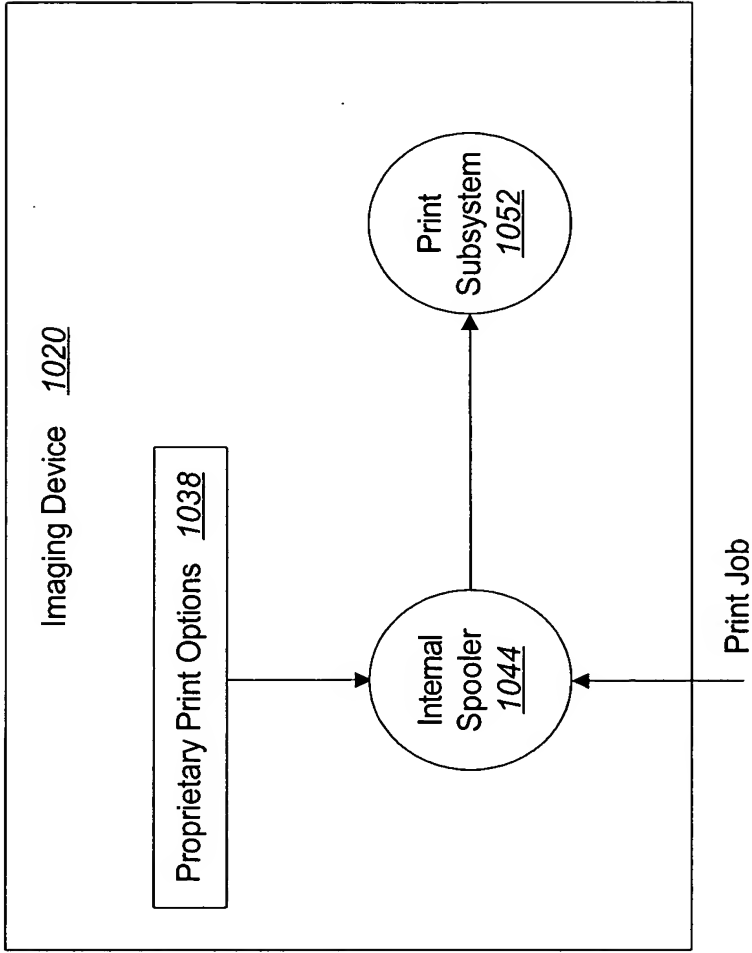 Imaging Device 1020
Proprietary Print Options 1038
Internal
Spooler
1044
Print
Subsystem
1052
Print Job